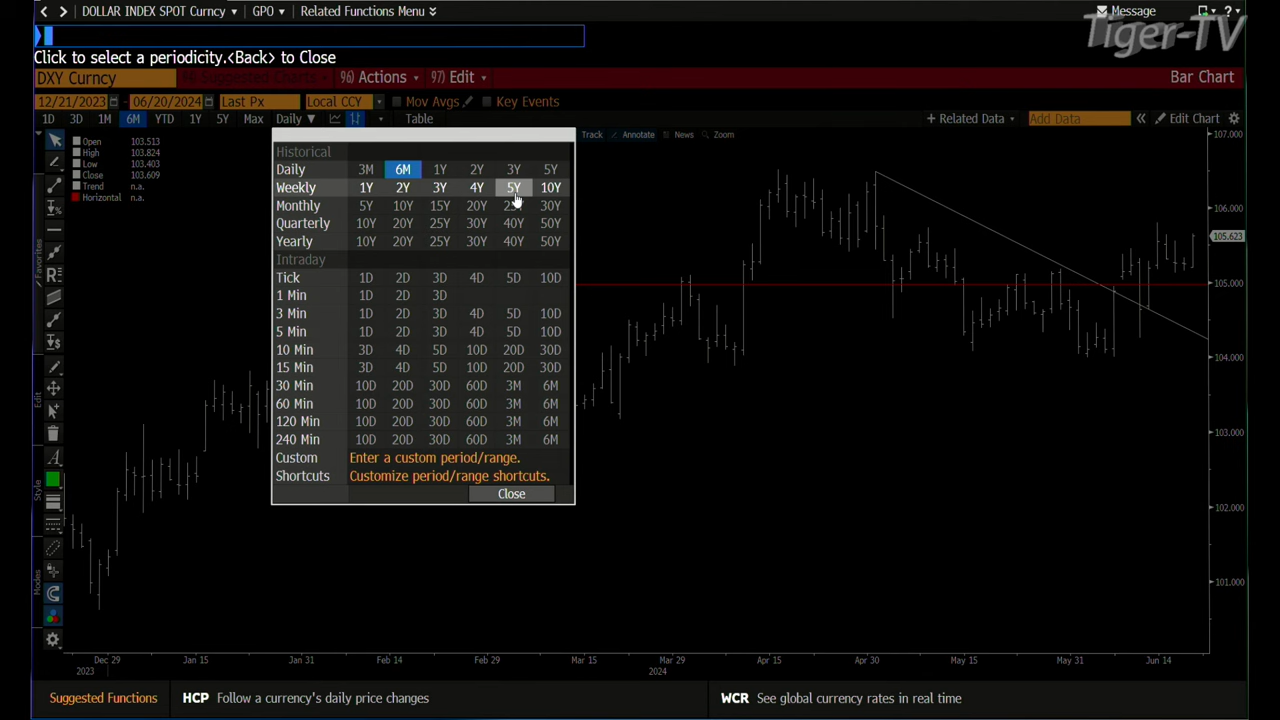 DOLLAR INDEX SPOT Curncy GPO Related Functions Menu Message ?
Tiger-TV
Click to select a periodicity.<Back> to Close
DXY Curncy 96) Suggested Charts 96) Actions 97) Edit Bar Chart
12/21/2023 - 06/20/2024 Last Px Local CCY Mov Avgs Key Events
1D 3D 1M 6M YTD 1Y 5Y Max Daily Table + Related Data Add Data « Edit Chart
Track Annotate News Zoom
Open 103.513
High 103.824
Low 103.403
Close 103.609
Trend n.a.
Horizontal n.a.
Historical
Daily 3M 6M 1Y 2Y 3Y 5Y
Weekly 1Y 2Y 3Y 4Y 5Y 10Y
Monthly 5Y 10Y 15Y 20Y 25Y 30Y
Quarterly 10Y 20Y 25Y 30Y 40Y 50Y
Yearly 10Y 20Y 25Y 30Y 40Y 50Y
Intraday
Tick 1D 2D 3D 4D 5D 10D
1 Min 1D 2D 3D
3 Min 1D 2D 3D 4D 5D 10D
5 Min 1D 2D 3D 4D 5D 10D
10 Min 3D 4D 5D 10D 20D 30D
15 Min 3D 4D 5D 10D 20D 30D
30 Min 10D 20D 30D 60D 3M 6M
60 Min 10D 20D 30D 60D 3M 6M
120 Min 10D 20D 30D 60D 3M 6M
240 Min 10D 20D 30D 60D 3M 6M
Custom Enter a custom period/range.
Shortcuts Customize period/range shortcuts.
Close
107.000
106.000
105.623
105.000
104.000
103.000
102.000
101.000
Favorites
Edit
Style
Modes
Dec 29 Jan 15 Jan 31 Feb 14 Feb 29 Mar 15 Mar 29 Apr 15 Apr 30 May 15 May 31 Jun 14
2023 2024
Suggested Functions HCP Follow a currency's daily price changes WCR See global currency rates in real time